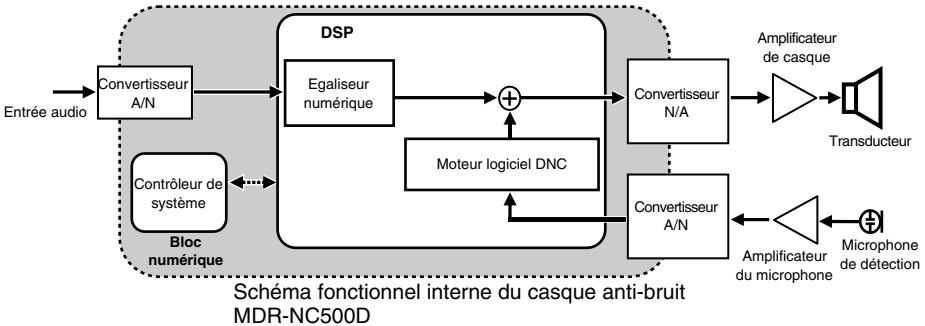 DSP
Amplificateur
de casque
Convertisseur
A/N
Egaliseur
numérique
Convertisseur
N/A
Entrée audio
Transducteur
Moteur logiciel DNC
Contrôleur de
système
Convertisseur
A/N
Bloc
numérique
Amplificateur
du microphone
Microphone
de détection
Schéma fonctionnel interne du casque anti-bruit
MDR-NC500D